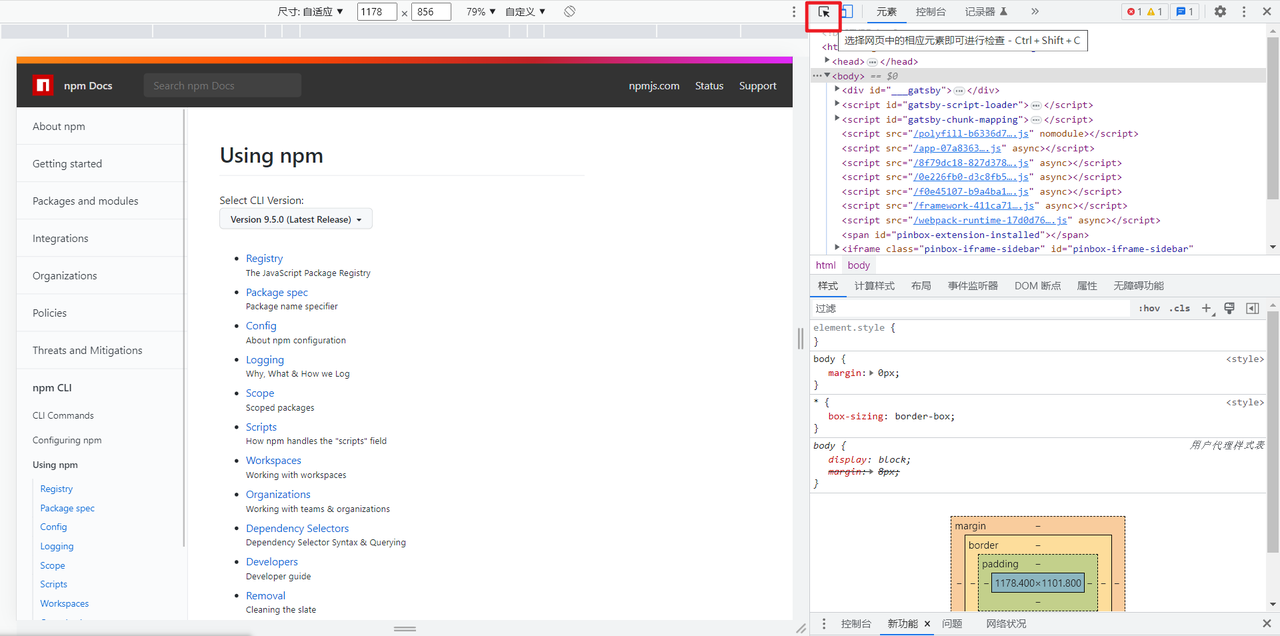 尺寸: 自适应 ▼ 1178 × 856 79% ▼ 自定义 ▼
npm Docs Search npm Docs npmjs.com Status Support
About npm
Getting started
Packages and modules
Integrations
Organizations
Policies
Threats and Mitigations
npm CLI
CLI Commands
Configuring npm
Using npm
Registry
Package spec
Config
Logging
Scope
Scripts
Workspaces
Using npm
Select CLI Version:
Version 9.5.0 (Latest Release)
Registry
The JavaScript Package Registry
Package spec
Package name specifier
Config
About npm configuration
Logging
Why, What & How we Log
Scope
Scoped packages
Scripts
How npm handles the "scripts" field
Workspaces
Working with workspaces
Organizations
Working with teams & organizations
Dependency Selectors
Dependency Selector Syntax & Querying
Developers
Developer guide
Removal
Cleaning the slate
元素 控制台 记录器 » 1 1 1
选择网页中的相应元素即可进行检查 - Ctrl + Shift + C
<ht
<head> … </head>
… <body> == $0
<div id="___gatsby"> … </div>
<script id="gatsby-script-loader"> … </script>
<script id="gatsby-chunk-mapping"> … </script>
<script src="/polyfill-b6336d7….js" nomodule></script>
<script src="/app-07a8363….js" async></script>
<script src="/8f79dc18-827d378….js" async></script>
<script src="/0e226fb0-d3c8fb5….js" async></script>
<script src="/f0e45107-b9a4ba1….js" async></script>
<script src="/framework-411ca71….js" async></script>
<script src="/webpack-runtime-17d0d76….js" async></script>
<span id="pinbox-extension-installed"></span>
<iframe class="pinbox-iframe-sidebar" id="pinbox-iframe-sidebar"
html body
样式 计算样式 布局 事件监听器 DOM 断点 属性 无障碍功能
过滤 :hov .cls +
element.style {
}
body { <style>
margin: 0px;
}
* { <style>
box-sizing: border-box;
}
body { 用户代理样式表
display: block;
margin: 8px;
}
margin –
border –
padding –
– – – 1178.400×1101.800 – – –
–
控制台 新功能 × 问题 网络状况